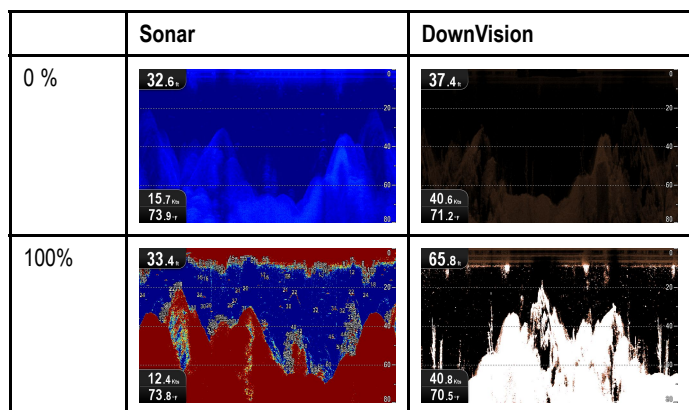 Sonar DownVision
0 %
32.6 ft
0
20
40
60
80
15.7 Kts
73.9 °F
37.4 ft
0
20
40
60
80
40.6 Kts
71.2 °F
100%
33.4 ft
0
20
40
60
80
12.4 Kts
73.8 °F
65.8 ft
0
20
40
60
80
40.8 Kts
70.5 °F